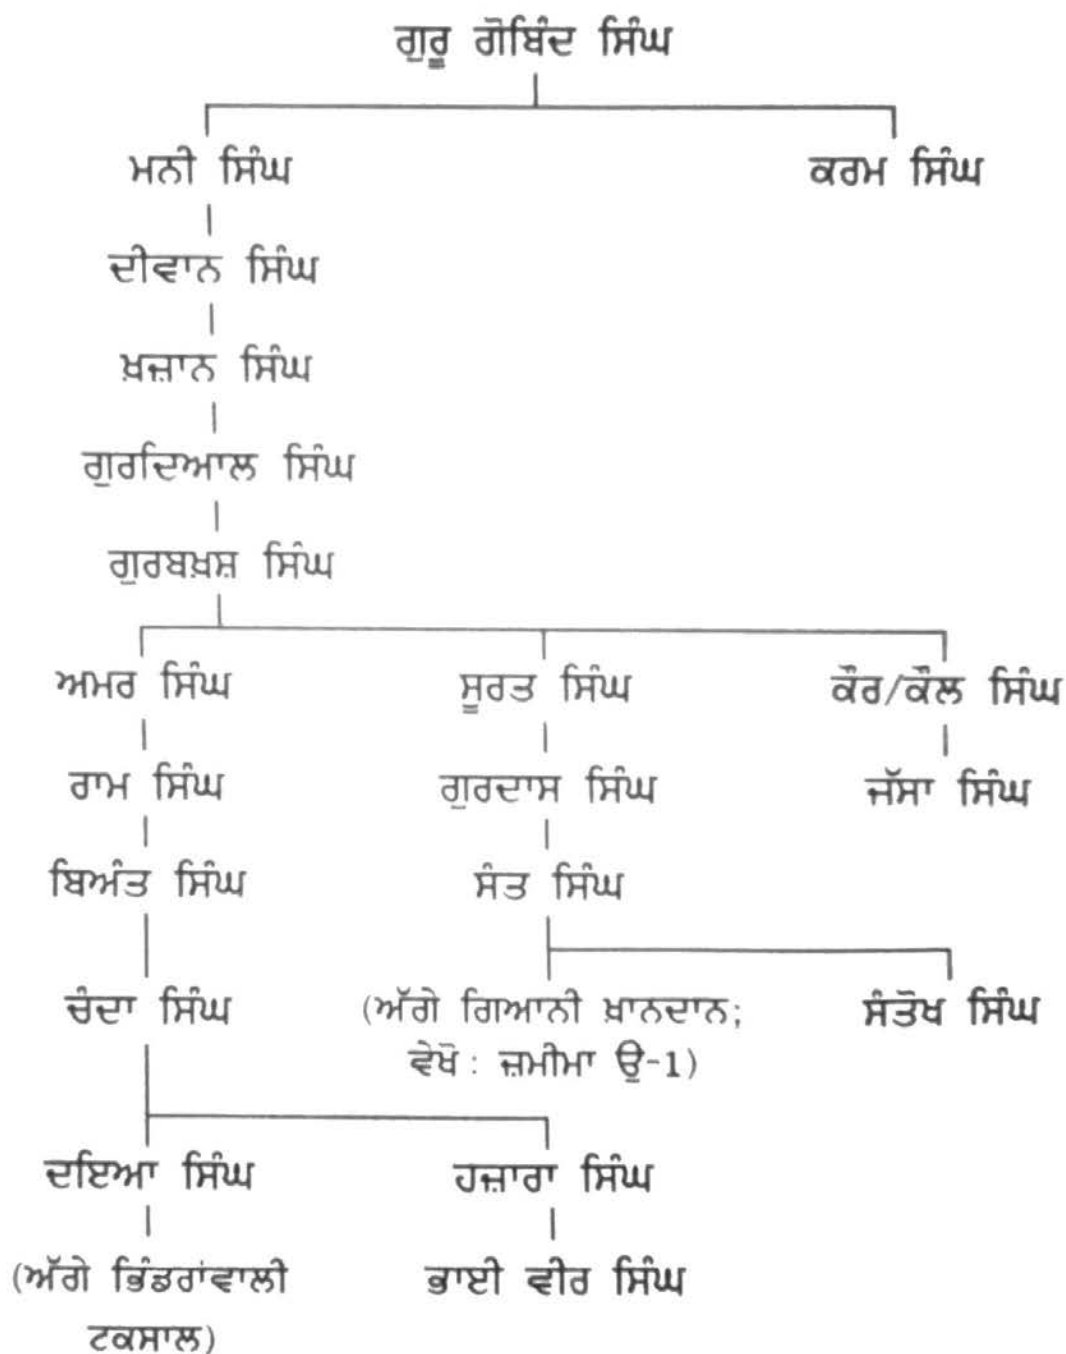 ਗੁਰੂ ਗੋਬਿੰਦ ਸਿੰਘ
ਮਨੀ ਸਿੰਘ ਕਰਮ ਸਿੰਘ
ਦੀਵਾਨ ਸਿੰਘ
ਖ਼ਜ਼ਾਨ ਸਿੰਘ
ਗੁਰਦਿਆਲ ਸਿੰਘ
ਗੁਰਬਖ਼ਸ਼ ਸਿੰਘ
ਅਮਰ ਸਿੰਘ ਸੂਰਤ ਸਿੰਘ ਕੌਰ/ਕੌਲ ਸਿੰਘ
ਰਾਮ ਸਿੰਘ ਗੁਰਦਾਸ ਸਿੰਘ ਜੱਸਾ ਸਿੰਘ
ਬਿਅੰਤ ਸਿੰਘ ਸੰਤ ਸਿੰਘ
ਚੰਦਾ ਸਿੰਘ (ਅੱਗੇ ਗਿਆਨੀ ਖ਼ਾਨਦਾਨ; ਸੰਤੋਖ ਸਿੰਘ
ਵੇਖੋ: ਜ਼ਮੀਮਾ ੳ-1)
ਦਇਆ ਸਿੰਘ ਹਜ਼ਾਰਾ ਸਿੰਘ
(ਅੱਗੇ ਭਿੰਡਰਾਂਵਾਲੀ ਭਾਈ ਵੀਰ ਸਿੰਘ
ਟਕਸਾਲ)